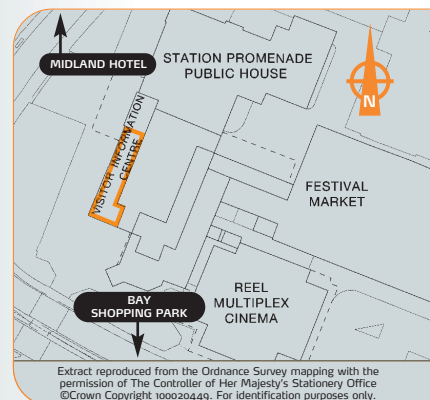 MIDLAND HOTEL
STATION PROMENADE
PUBLIC HOUSE
N
VISITOR INFORMATION
CENTRE
FESTIVAL
MARKET
REEL
MULTIPLEX
CINEMA
BAY
SHOPPING PARK
Extract reproduced from the Ordnance Survey mapping with the
permission of The Controller of Her Majesty's Stationery Office
©Crown Copyright 100020449. For identification purposes only.